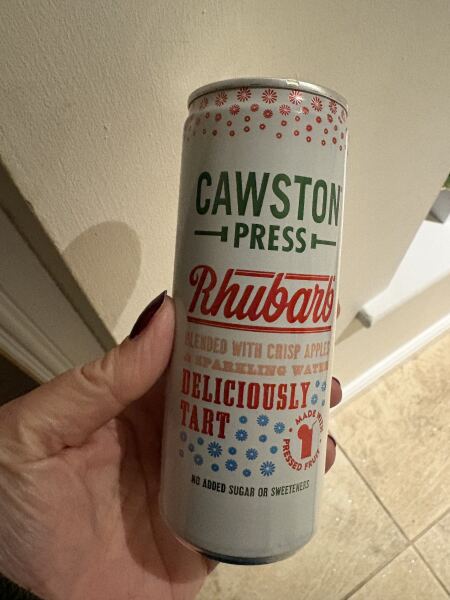 CAWSTON
PRESS
Rhubarb
BLENDED WITH CRISP APPLES
& SPARKLING WATER
DELICIOUSLY
TART
MADE WITH
PRESSED FRUIT
NO ADDED SUGAR OR SWEETENERS